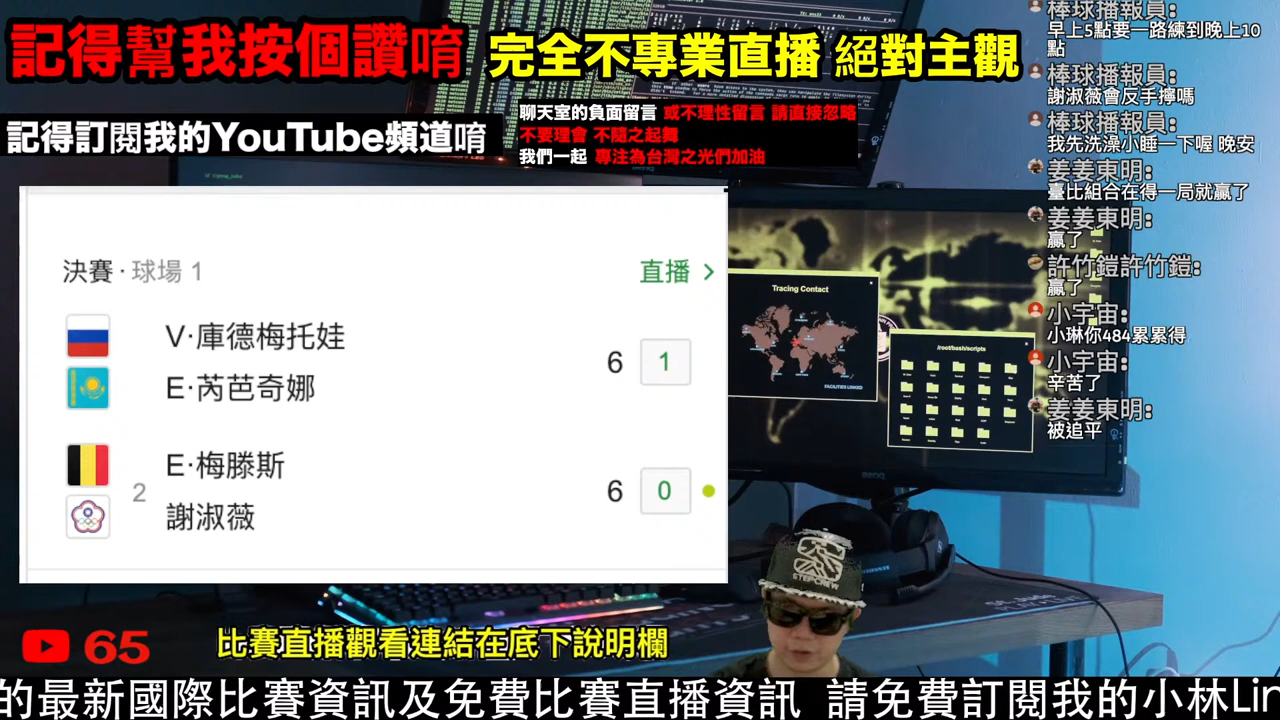 記得幫我按個讚唷
完全不專業直播 絕對主觀
記得訂閱我的YouTube頻道唷
聊天室的負面留言 或不理性留言 請直接忽略
不要理會 不隨之起舞
我們一起 專注為台灣之光們加油
決賽 · 球場 1
直播 >
V·庫德梅托娃
E·芮芭奇娜
6 1
E·梅滕斯
2
謝淑薇
6 0
Tracing Contact
FACILITIES LINKED
/root/bash/scripts
BenQ
棒球播報員:
早上5點要一路練到晚上10
點
棒球播報員:
謝淑薇會反手擰嗎
棒球播報員:
我先洗澡小睡一下喔 晚安
姜姜東明:
臺比組合在得一局就贏了
姜姜東明:
贏了
許竹鎧許竹鎧:
贏了
小宇宙:
小琳你484累累得
小宇宙:
辛苦了
姜姜東明:
被追平
65
比賽直播觀看連結在底下說明欄
的最新國際比賽資訊及免費比賽直播資訊 請免費訂閱我的小林Lin